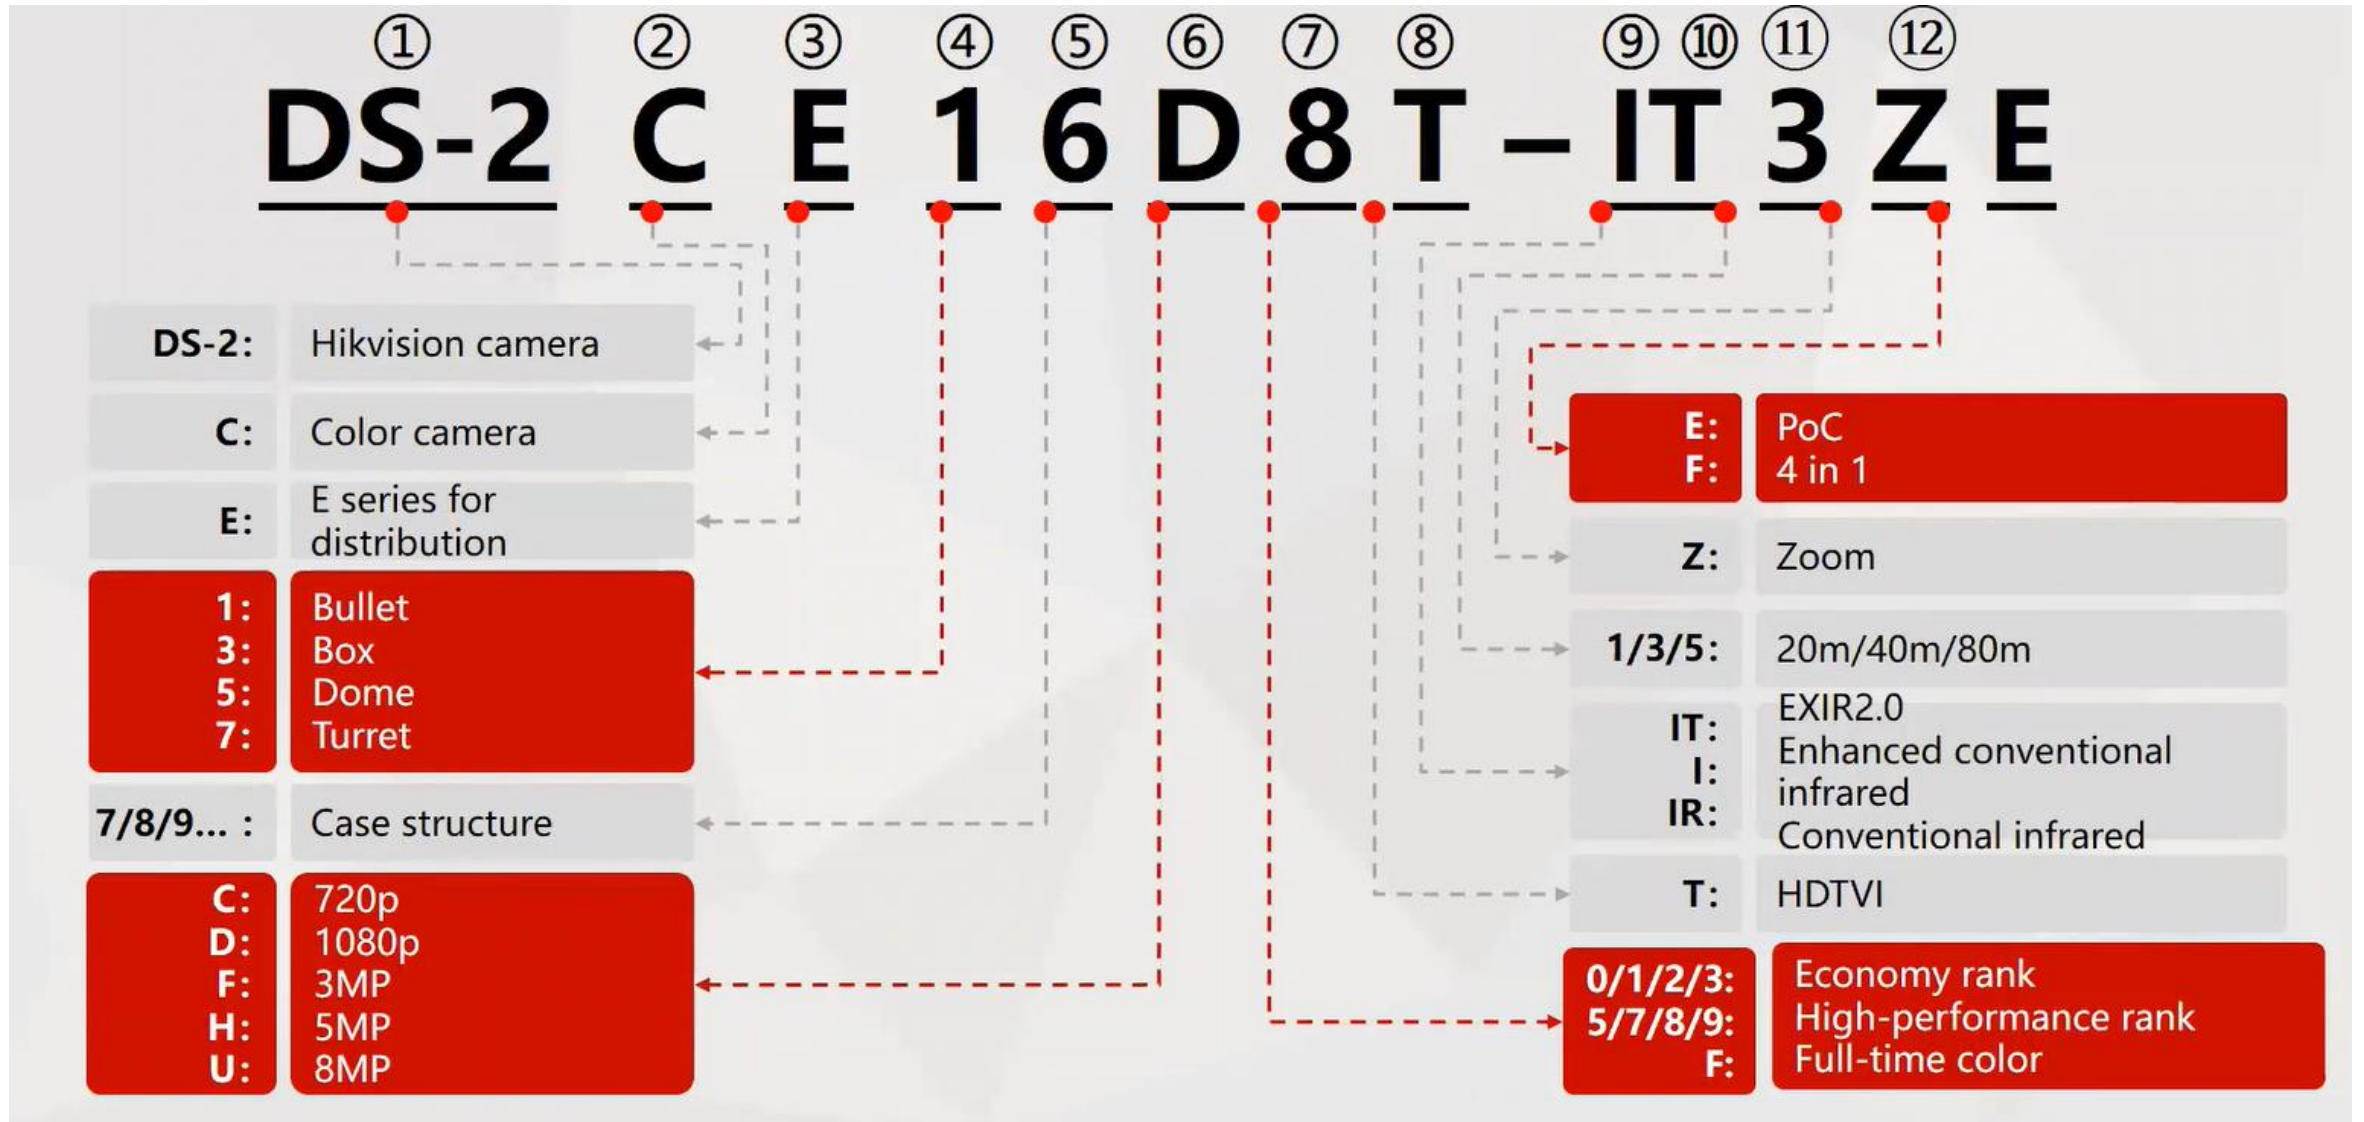 ① ② ③ ④ ⑤ ⑥ ⑦ ⑧ ⑨ ⑩ ⑪ ⑫
DS-2 C E 1 6 D 8 T – IT 3 Z E
DS-2: Hikvision camera
C: Color camera
E: E series for
distribution
1: Bullet
3: Box
5: Dome
7: Turret
7/8/9... : Case structure
C: 720p
D: 1080p
F: 3MP
H: 5MP
U: 8MP
E: PoC
F: 4 in 1
Z: Zoom
1/3/5: 20m/40m/80m
IT: EXIR2.0
I: Enhanced conventional
infrared
IR: Conventional infrared
T: HDTVI
0/1/2/3: Economy rank
5/7/8/9: High-performance rank
F: Full-time color